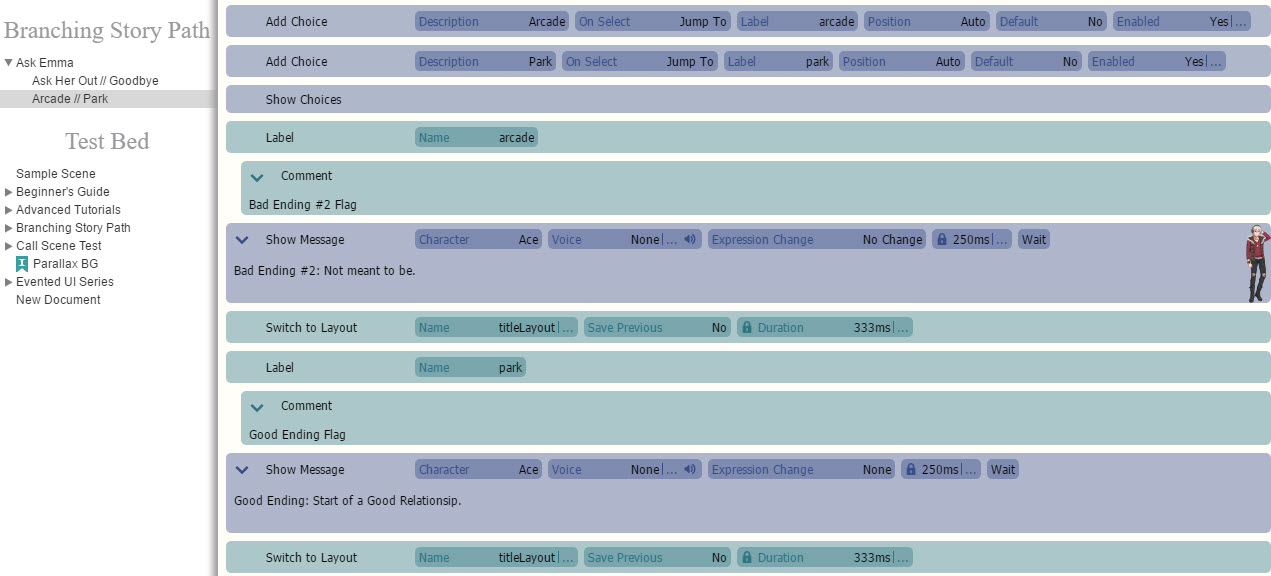 Branching Story Path
Ask Emma
Ask Her Out // Goodbye
Arcade // Park
Test Bed
Sample Scene
Beginner's Guide
Advanced Tutorials
Branching Story Path
Call Scene Test
Parallax BG
Evented UI Series
New Document
Add Choice Description Arcade On Select Jump To Label arcade Position Auto Default No Enabled Yes|...
Add Choice Description Park On Select Jump To Label park Position Auto Default No Enabled Yes|...
Show Choices
Label Name arcade
Comment
Bad Ending #2 Flag
Show Message Character Ace Voice None|... Expression Change No Change 250ms|... Wait
Bad Ending #2: Not meant to be.
Switch to Layout Name titleLayout|... Save Previous No Duration 333ms|...
Label Name park
Comment
Good Ending Flag
Show Message Character Ace Voice None|... Expression Change None 250ms|... Wait
Good Ending: Start of a Good Relationsip.
Switch to Layout Name titleLayout|... Save Previous No Duration 333ms|...